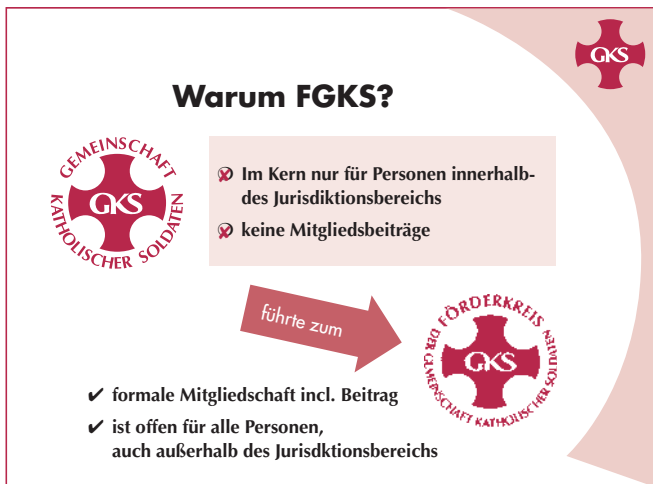 GKS
Warum FGKS?
GEMEINSCHAFT
KATHOLISCHER SOLDATEN
GKS
Im Kern nur für Personen innerhalb-
des Jurisdiktionsbereichs
keine Mitgliedsbeiträge
führte zum
FÖRDERKREIS
DER GEMEINSCHAFT KATHOLISCHER SOLDATEN
GKS
✔ formale Mitgliedschaft incl. Beitrag
✔ ist offen für alle Personen,
auch außerhalb des Jurisdktionsbereichs